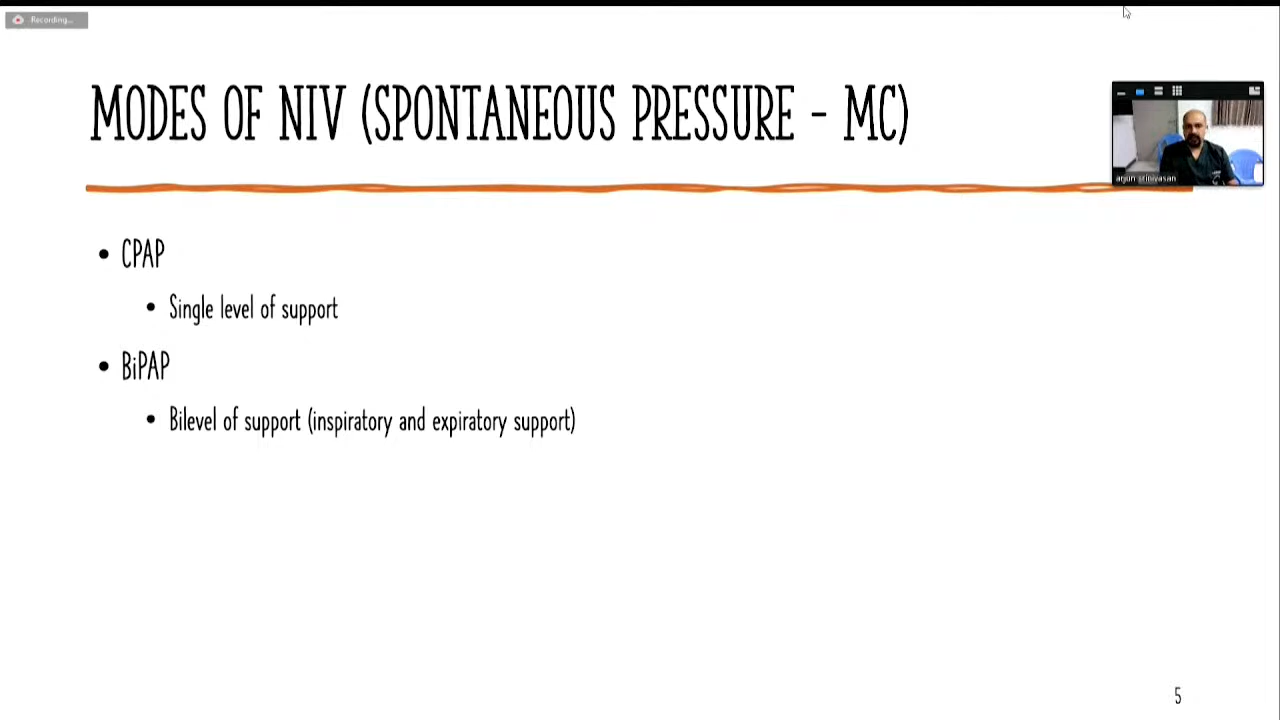 Recording...
MODES OF NIV (SPONTANEOUS PRESSURE - MC)
arjun srinivasan
• CPAP
• Single level of support
• BiPAP
• Bilevel of support (inspiratory and expiratory support)
5